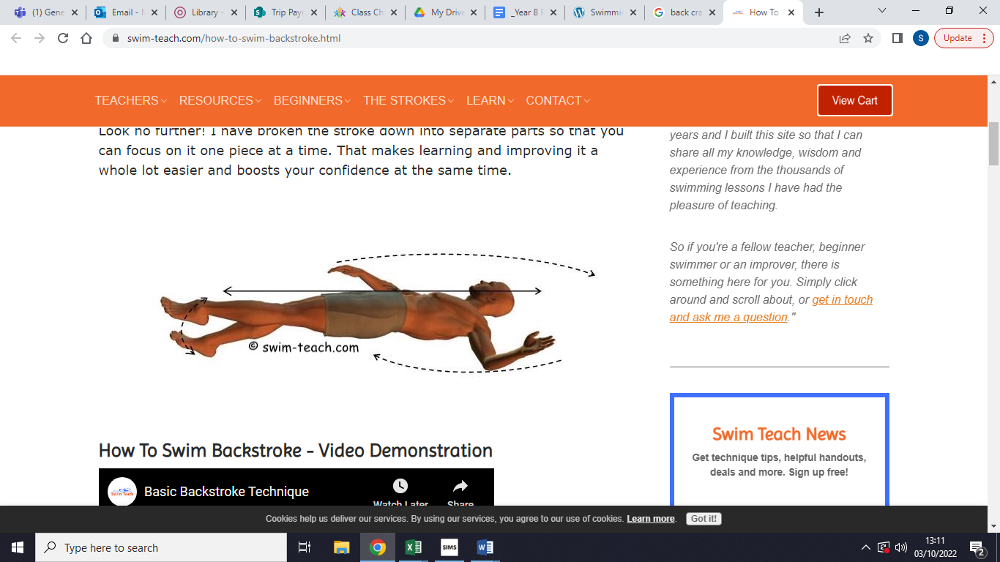 (1) Gene
Email - M
Library -
Trip Payr
Class Ch
My Drive
_Year 8 F
Swimmin
back cra
How To
swim-teach.com/how-to-swim-backstroke.html
S
Update
TEACHERS
RESOURCES
BEGINNERS
THE STROKES
LEARN
CONTACT
View Cart
Look no further! I have broken the stroke down into separate parts so that you
can focus on it one piece at a time. That makes learning and improving it a
whole lot easier and boosts your confidence at the same time.
© swim-teach.com
How To Swim Backstroke - Video Demonstration
Swim Teach
Basic Backstroke Technique
Watch Later
Share
years and I built this site so that I can
share all my knowledge, wisdom and
experience from the thousands of
swimming lessons I have had the
pleasure of teaching.
So if you're a fellow teacher, beginner
swimmer or an improver, there is
something here for you. Simply click
around and scroll about, or get in touch
and ask me a question."
Swim Teach News
Get technique tips, helpful handouts,
deals and more. Sign up free!
Cookies help us deliver our services. By using our services, you agree to our use of cookies. Learn more. Got it!
Type here to search
SIMS
13:11
03/10/2022
2